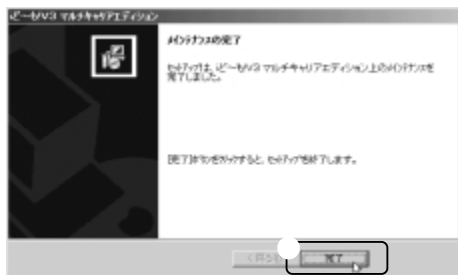 ﾋﾞｰﾓV3 マルチキャリアエディション
メンテナンスの完了
セットアップは、ﾋﾞｰﾓV3 マルチキャリアエディション上のメンテナンスを
完了しました。
[完了]ボタンをクリックすると、セットアップを終了します。
完了